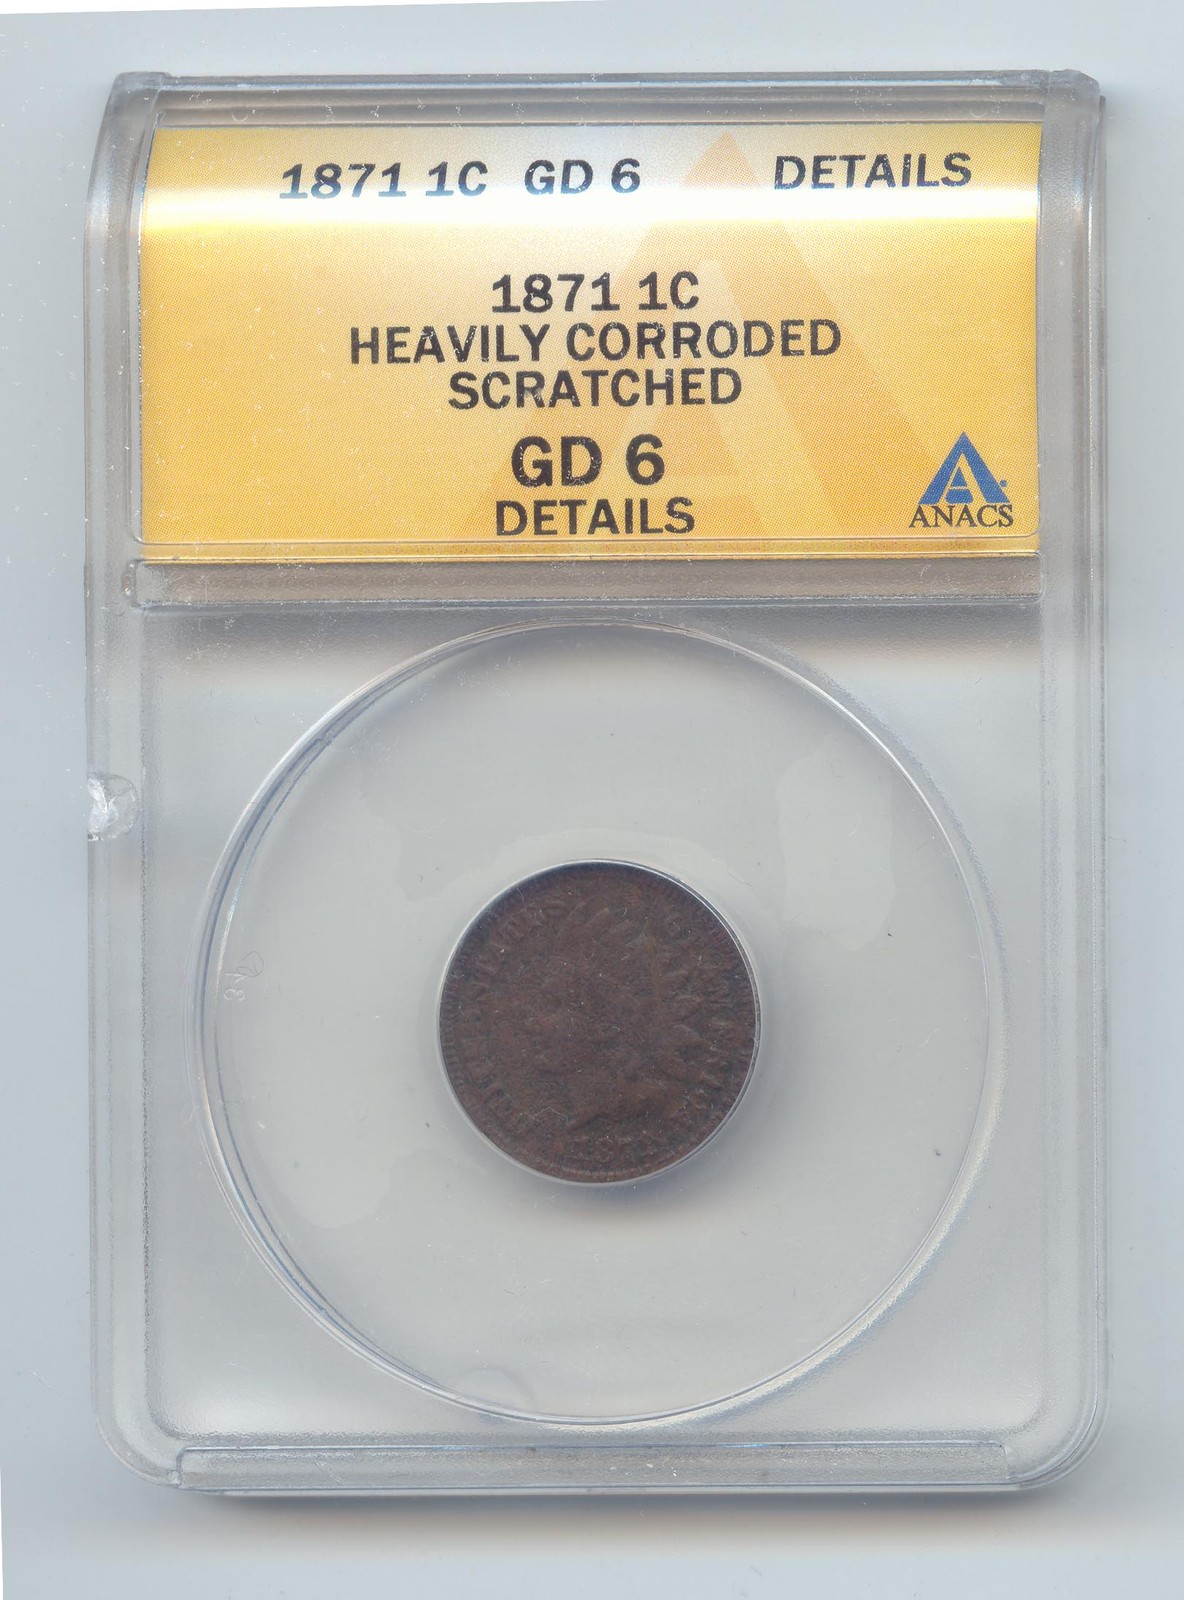 1871 1C GD 6 DETAILS
1871 1C
HEAVILY CORRODED
SCRATCHED
GD 6
DETAILS
ANACS